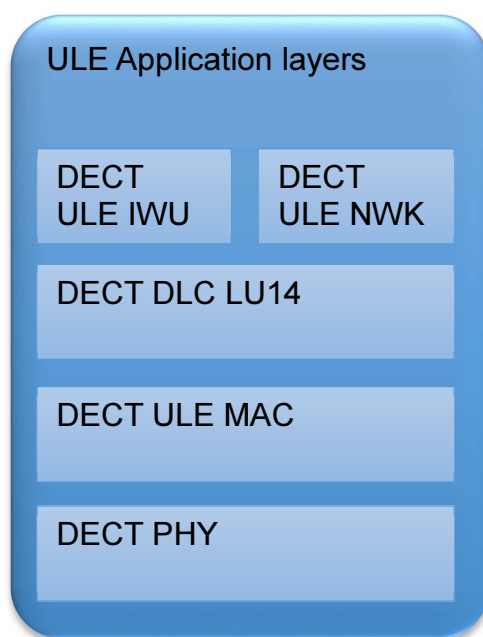 ULE Application layers
DECT
ULE IWU
DECT
ULE NWK
DECT DLC LU14
DECT ULE MAC
DECT PHY